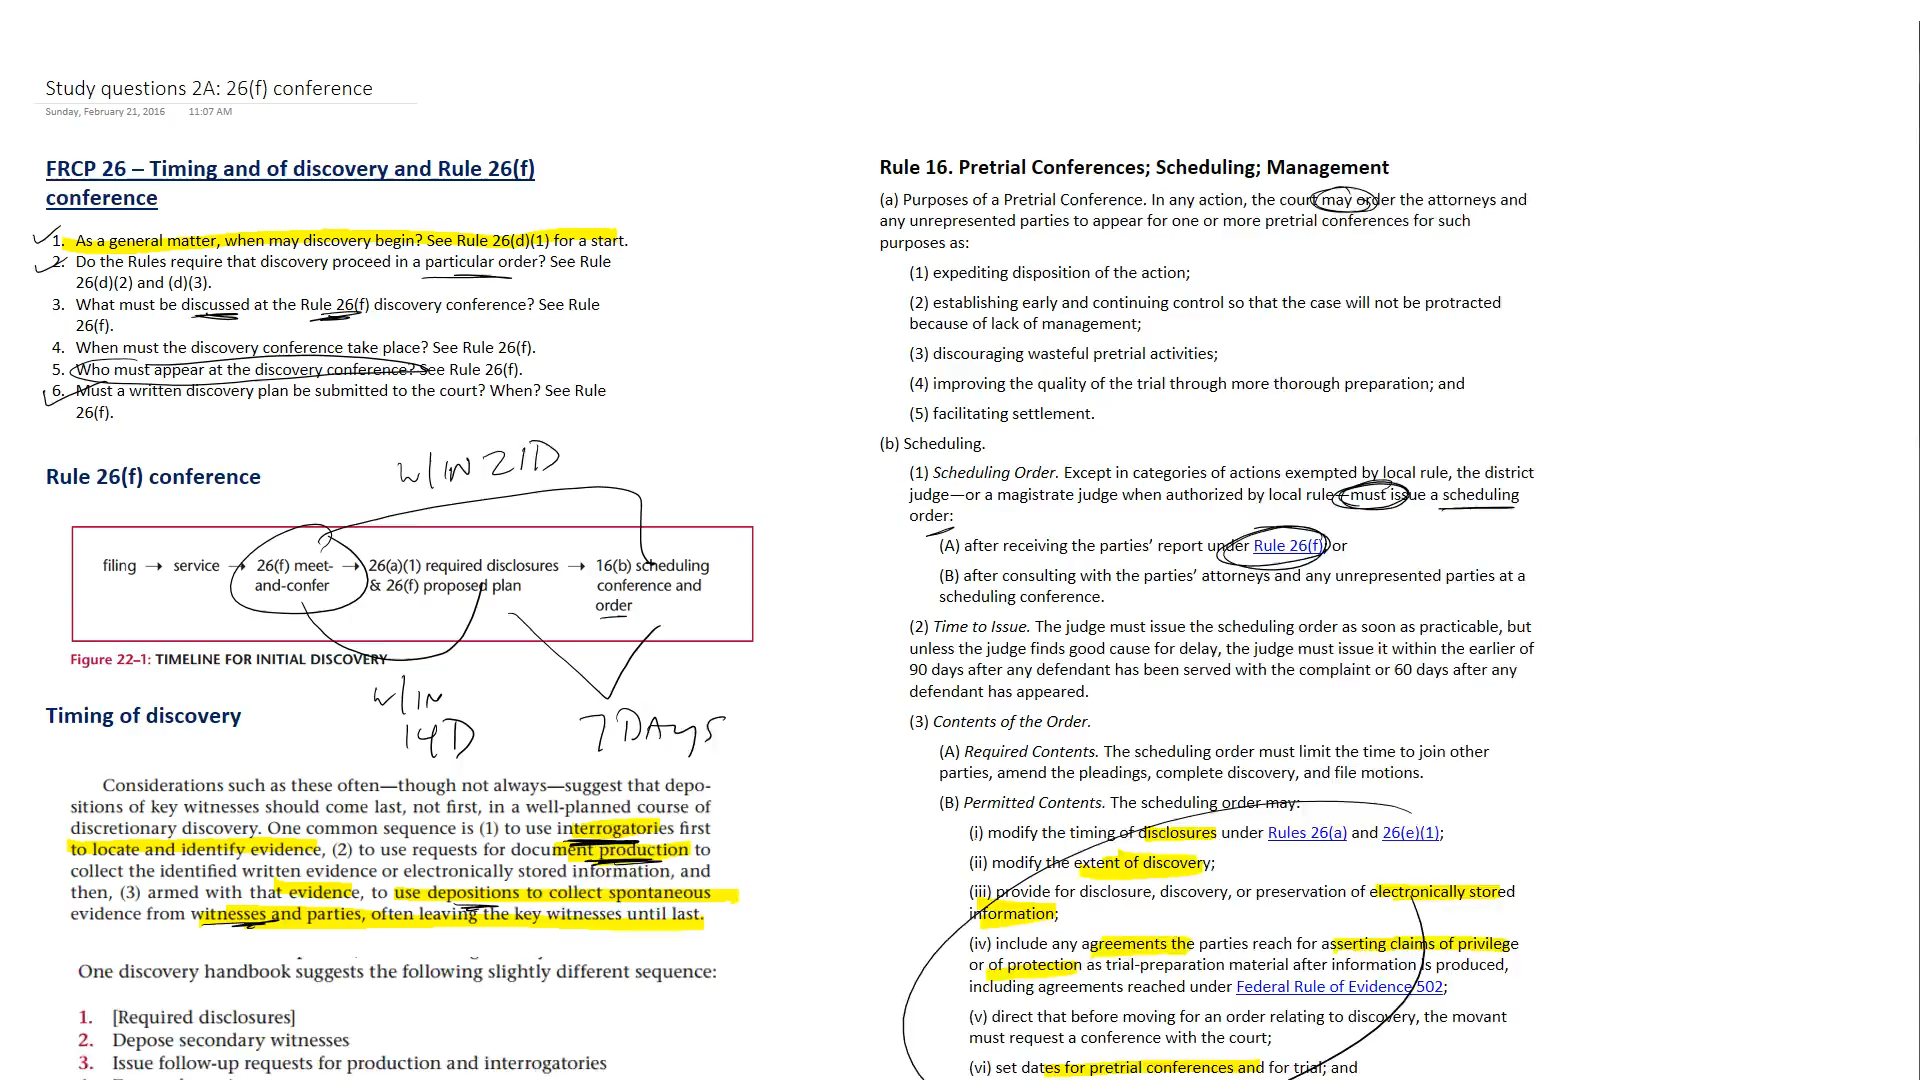 Study questions 2A: 26(f) conference
Sunday, February 21, 2016 11:07 AM
FRCP 26 – Timing and of discovery and Rule 26(f)
conference
1. As a general matter, when may discovery begin? See Rule 26(d)(1) for a start.
2. Do the Rules require that discovery proceed in a particular order? See Rule
26(d)(2) and (d)(3).
3. What must be discussed at the Rule 26(f) discovery conference? See Rule
26(f).
4. When must the discovery conference take place? See Rule 26(f).
5. Who must appear at the discovery conference? See Rule 26(f).
6. Must a written discovery plan be submitted to the court? When? See Rule
26(f).
W/IN 21D
Rule 26(f) conference
filing → service → 26(f) meet- → 26(a)(1) required disclosures → 16(b) scheduling
and-confer & 26(f) proposed plan conference and
order
Figure 22–1: TIMELINE FOR INITIAL DISCOVERY
W/IN
14D
7 DAYS
Timing of discovery
Considerations such as these often—though not always—suggest that depo-
sitions of key witnesses should come last, not first, in a well-planned course of
discretionary discovery. One common sequence is (1) to use interrogatories first
to locate and identify evidence, (2) to use requests for document production to
collect the identified written evidence or electronically stored information, and
then, (3) armed with that evidence, to use depositions to collect spontaneous
evidence from witnesses and parties, often leaving the key witnesses until last.
One discovery handbook suggests the following slightly different sequence:
1. [Required disclosures]
2. Depose secondary witnesses
3. Issue follow-up requests for production and interrogatories
Rule 16. Pretrial Conferences; Scheduling; Management
(a) Purposes of a Pretrial Conference. In any action, the court may order the attorneys and
any unrepresented parties to appear for one or more pretrial conferences for such
purposes as:
(1) expediting disposition of the action;
(2) establishing early and continuing control so that the case will not be protracted
because of lack of management;
(3) discouraging wasteful pretrial activities;
(4) improving the quality of the trial through more thorough preparation; and
(5) facilitating settlement.
(b) Scheduling.
(1) Scheduling Order. Except in categories of actions exempted by local rule, the district
judge—or a magistrate judge when authorized by local rule—must issue a scheduling
order:
(A) after receiving the parties’ report under Rule 26(f); or
(B) after consulting with the parties’ attorneys and any unrepresented parties at a
scheduling conference.
(2) Time to Issue. The judge must issue the scheduling order as soon as practicable, but
unless the judge finds good cause for delay, the judge must issue it within the earlier of
90 days after any defendant has been served with the complaint or 60 days after any
defendant has appeared.
(3) Contents of the Order.
(A) Required Contents. The scheduling order must limit the time to join other
parties, amend the pleadings, complete discovery, and file motions.
(B) Permitted Contents. The scheduling order may:
(i) modify the timing of disclosures under Rules 26(a) and 26(e)(1);
(ii) modify the extent of discovery;
(iii) provide for disclosure, discovery, or preservation of electronically stored
information;
(iv) include any agreements the parties reach for asserting claims of privilege
or of protection as trial-preparation material after information is produced,
including agreements reached under Federal Rule of Evidence 502;
(v) direct that before moving for an order relating to discovery, the movant
must request a conference with the court;
(vi) set dates for pretrial conferences and for trial; and